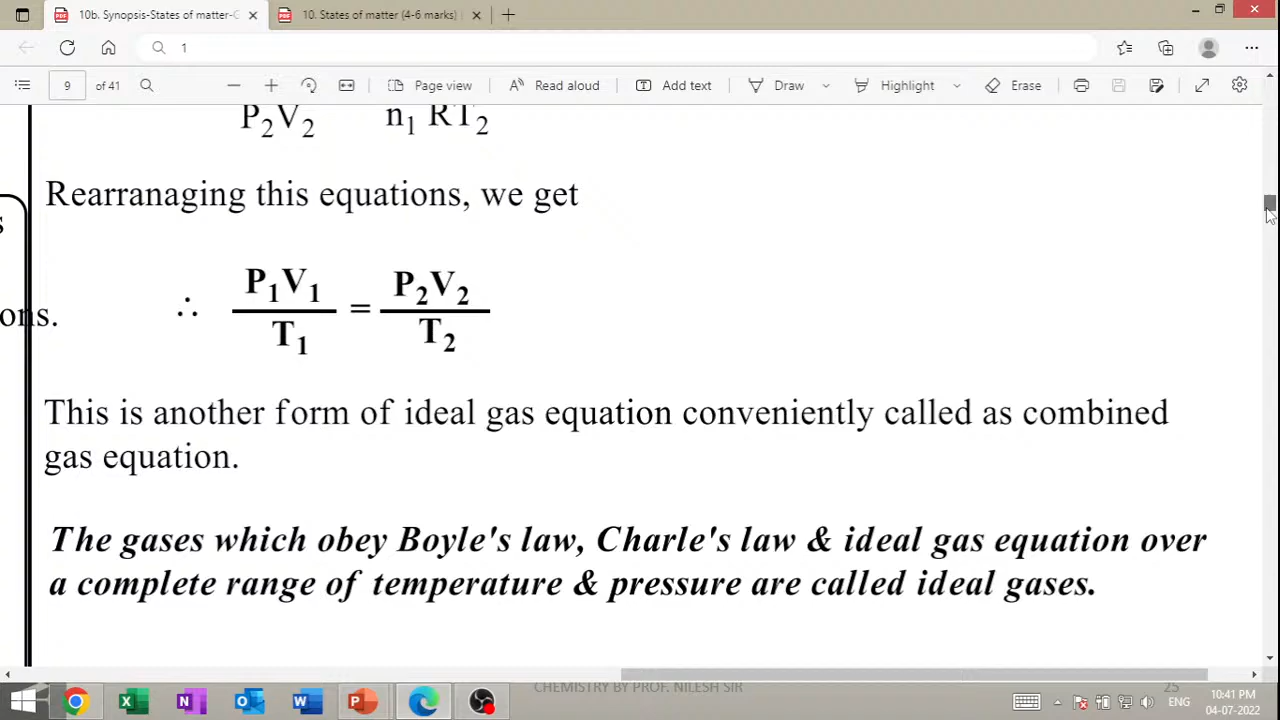 10b. Synopsis-States of matter-C
10. States of matter (4-6 marks)
1
9 of 41
Page view
Read aloud
Add text
Draw
Highlight
Erase
P2V2 n1 RT2
Rearranaging this equations, we get
s
∴ P1V1 / T1 = P2V2 / T2
ons.
This is another form of ideal gas equation conveniently called as combined
gas equation.
The gases which obey Boyle's law, Charle's law & ideal gas equation over
a complete range of temperature & pressure are called ideal gases.
CHEMISTRY BY PROF. NILESH SIR
25
ENG
10:41 PM
04-07-2022